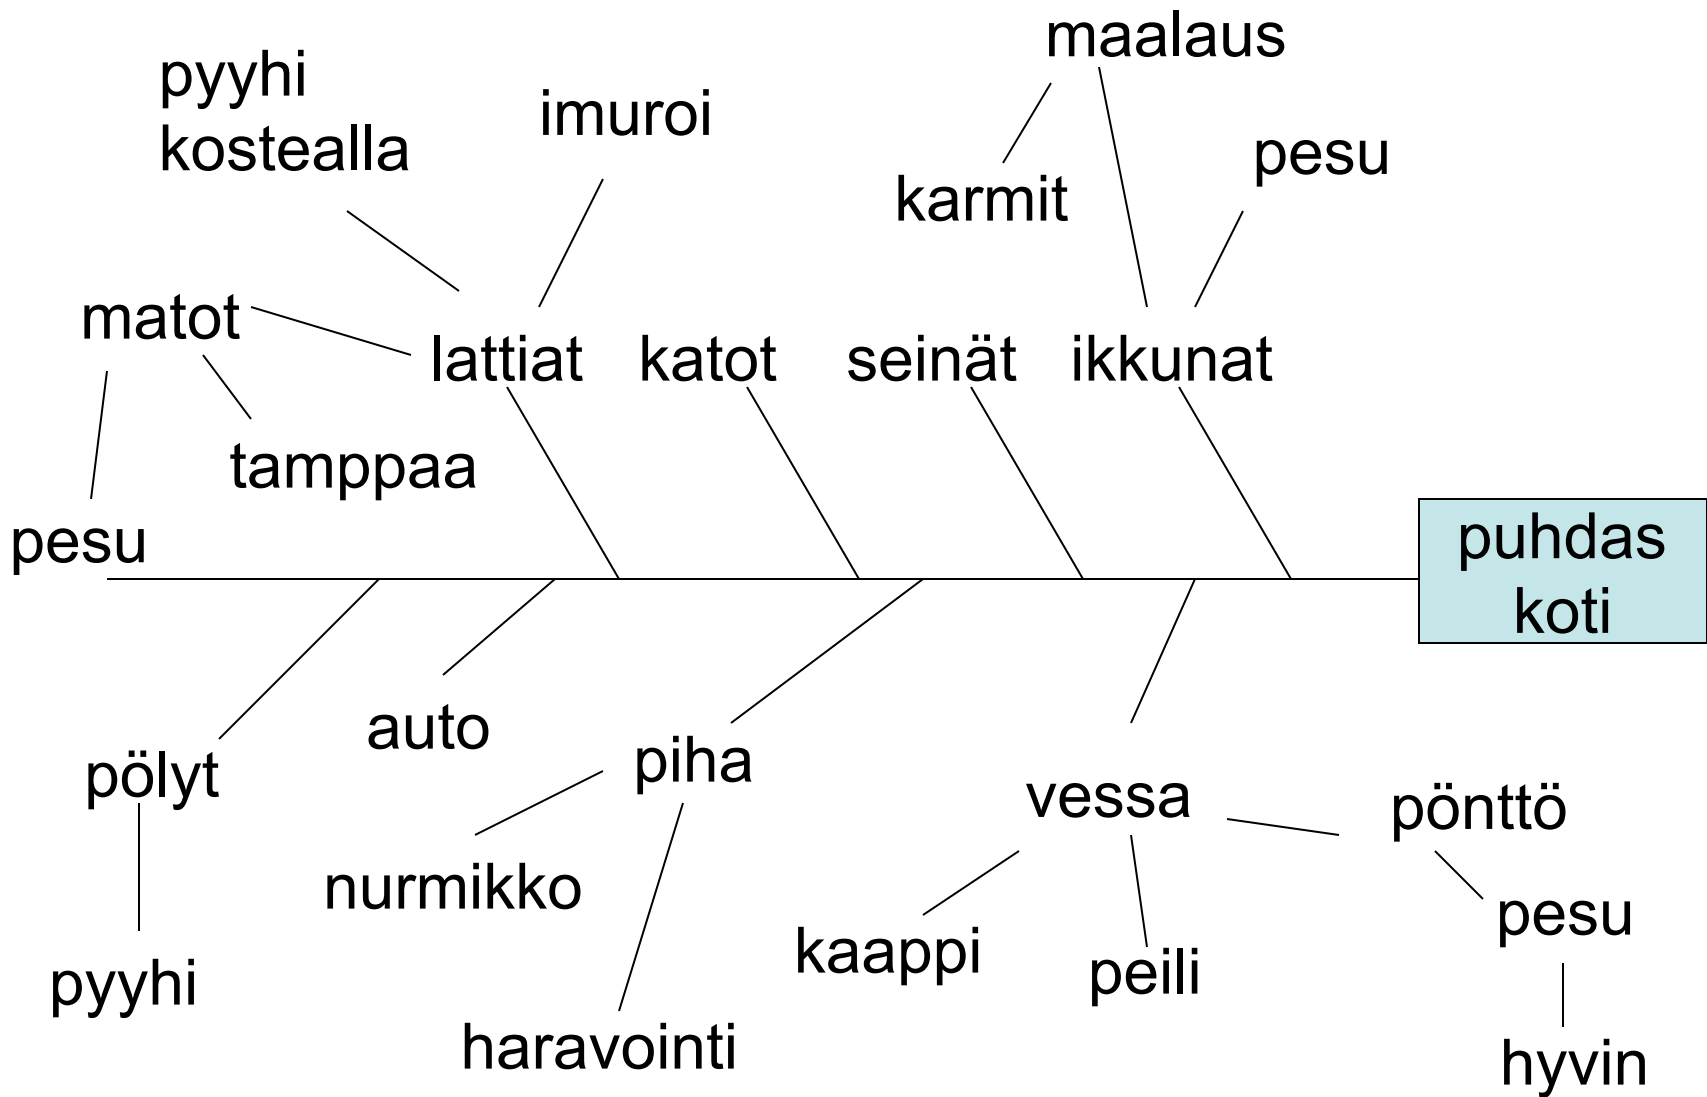 maalaus
pyyhi
kostealla
imuroi
pesu
karmit
matot
lattiat
katot
seinät
ikkunat
tamppaa
pesu
puhdas
koti
auto
piha
pölyt
vessa
pönttö
nurmikko
pesu
kaappi
peili
pyyhi
haravointi
hyvin